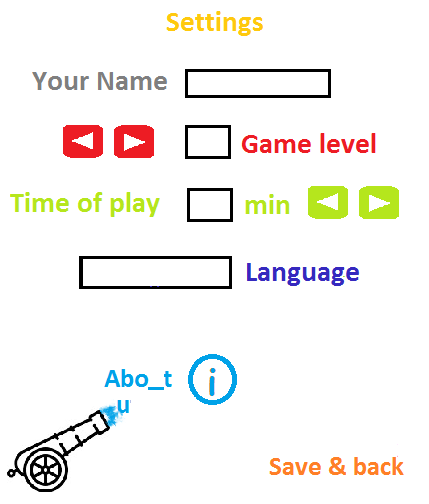 Settings
Your Name
Game level
Time of play min
Language
Abo_t i
u
Save & back